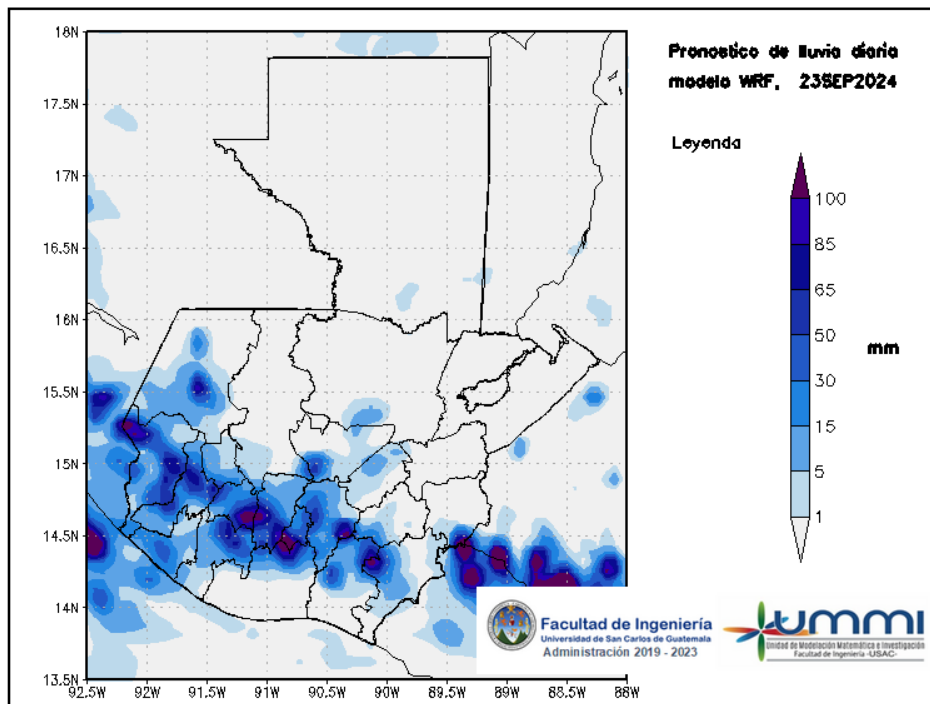 Pronostico de lluvia diaria
modelo WRF, 23SEP2024
Leyenda
100
85
65
50
30
15
5
1
mm
18N
17.5N
17N
16.5N
16N
15.5N
15N
14.5N
14N
13.5N
92.5W
92W
91.5W
91W
90.5W
90W
89.5W
89W
88.5W
88W
Facultad de Ingeniería
Universidad de San Carlos de Guatemala
Administración 2019 - 2023
UMMI
Unidad de Modelación Matemática e Investigación
Facultad de Ingeniería -USAC-